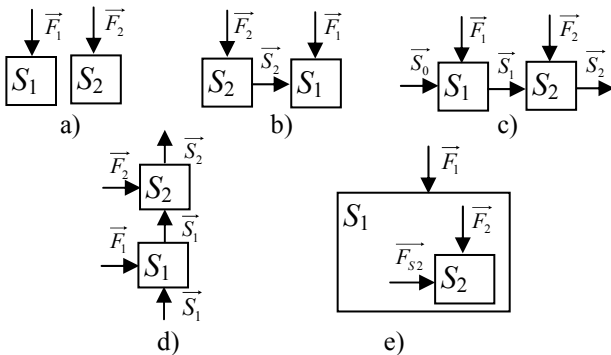 F₁ F₂
S₁ S₂
a)
F₂ F₁
S₂ S₂ S₁
b)
F₁ F₂
S₀ S₁ S₂
S₁ S₂
c)
S₂
F₂ S₂
S₁
F₁ S₁
S₁
d)
F₁
S₁
F₂
F_S2 S₂
e)